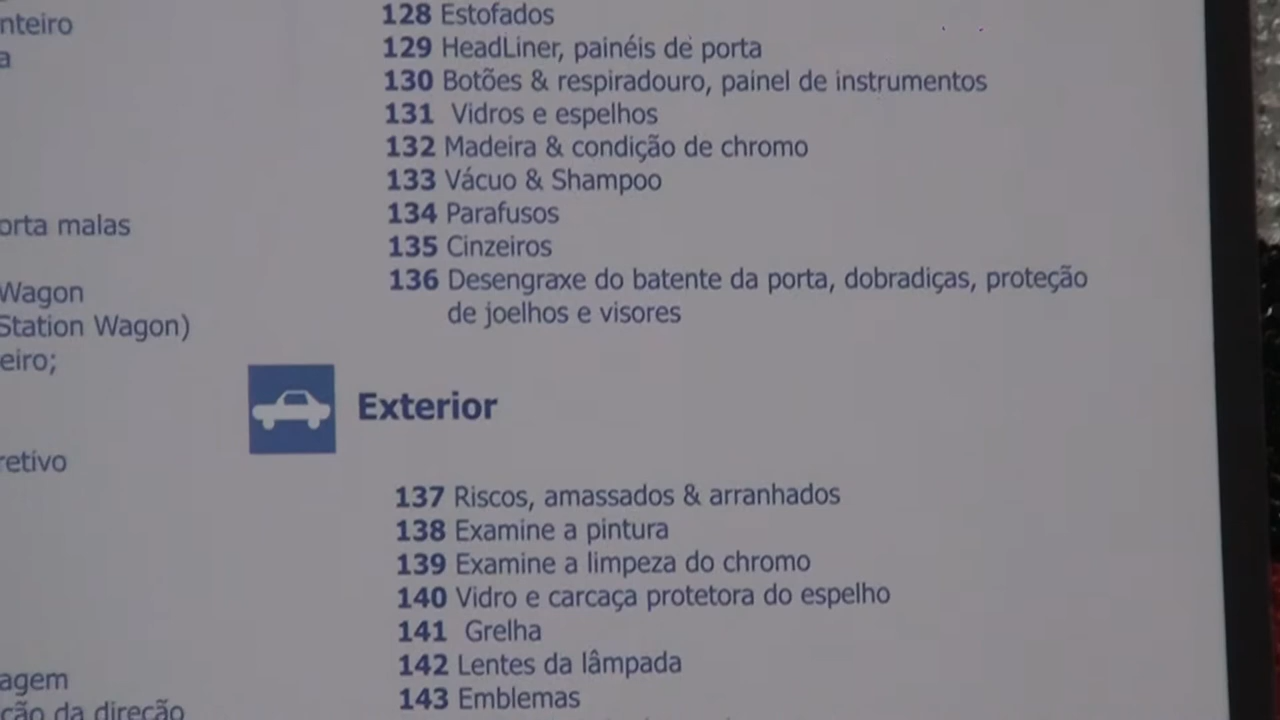 nteiro
a
orta malas
Wagon
Station Wagon)
eiro;
retivo
agem
ção da direção
128 Estofados
129 HeadLiner, painéis de porta
130 Botões & respiradouro, painel de instrumentos
131 Vidros e espelhos
132 Madeira & condição de chromo
133 Vácuo & Shampoo
134 Parafusos
135 Cinzeiros
136 Desengraxe do batente da porta, dobradiças, proteção
de joelhos e visores
Exterior
137 Riscos, amassados & arranhados
138 Examine a pintura
139 Examine a limpeza do chromo
140 Vidro e carcaça protetora do espelho
141 Grelha
142 Lentes da lâmpada
143 Emblemas